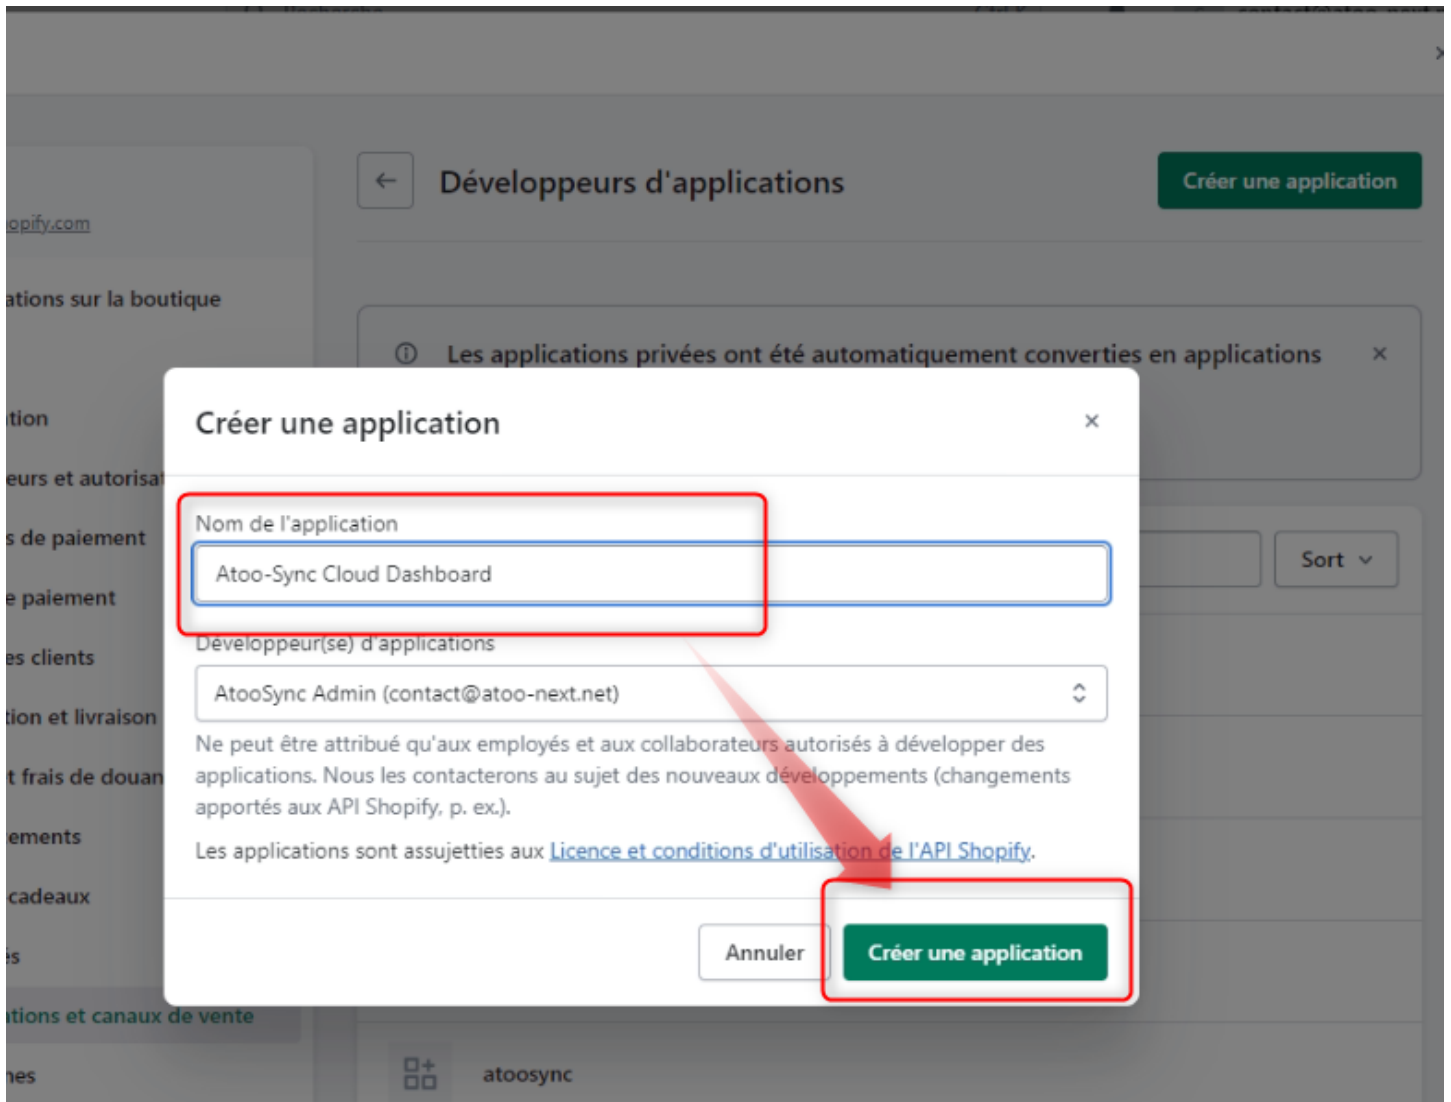 Recherche
Développeurs d'applications
Créer une application
opify.com
ations sur la boutique
Les applications privées ont été automatiquement converties en applications
Créer une application
tion
eurs et autorisat
Nom de l'application
s de paiement
Atoo-Sync Cloud Dashboard
Sort
e paiement
Développeur(se) d'applications
es clients
AtooSync Admin (contact@atoo-next.net)
tion et livraison
Ne peut être attribué qu'aux employés et aux collaborateurs autorisés à développer des
t frais de douan
applications. Nous les contacterons au sujet des nouveaux développements (changements
apportés aux API Shopify, p. ex.).
ements
Les applications sont assujetties aux Licence et conditions d'utilisation de l'API Shopify.
cadeaux
Annuler
Créer une application
és
ations et canaux de vente
nes
atoosync